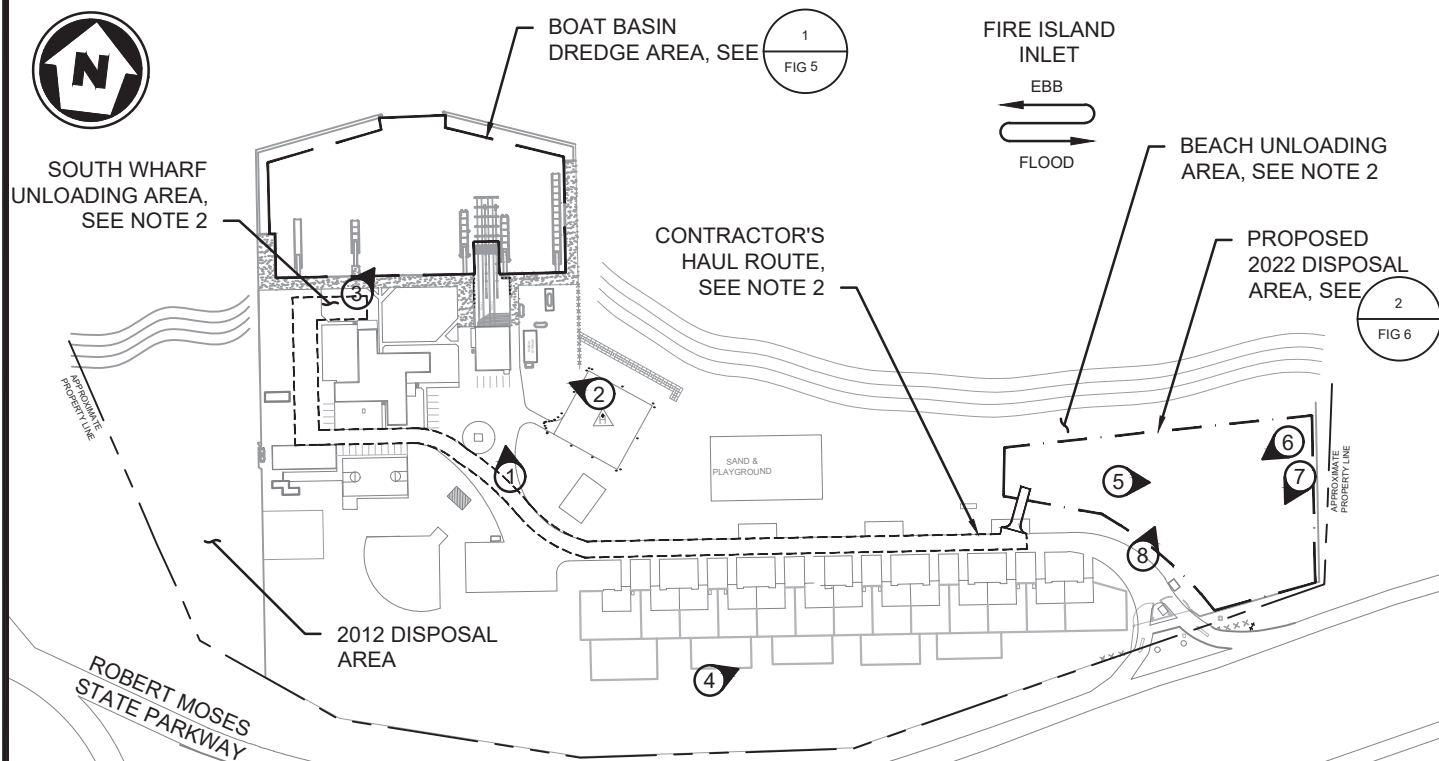 N
BOAT BASIN
DREDGE AREA, SEE
1
FIG 5
FIRE ISLAND
INLET
EBB
FLOOD
SOUTH WHARF
UNLOADING AREA,
SEE NOTE 2
BEACH UNLOADING
AREA, SEE NOTE 2
CONTRACTOR'S
HAUL ROUTE,
SEE NOTE 2
PROPOSED
2022 DISPOSAL
AREA, SEE
2
FIG 6
3
APPROXIMATE
PROPERTY LINE
2
H
1
SAND &
PLAYGROUND
5
6
7
APPROXIMATE
PROPERTY LINE
8
2012 DISPOSAL
AREA
4
ROBERT MOSES
STATE PARKWAY